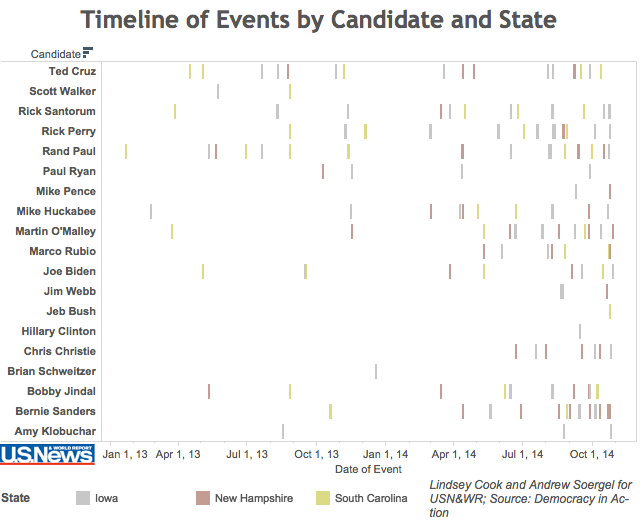 Timeline of Events by Candidate and State
Candidate
Ted Cruz
Scott Walker
Rick Santorum
Rick Perry
Rand Paul
Paul Ryan
Mike Pence
Mike Huckabee
Martin O'Malley
Marco Rubio
Joe Biden
Jim Webb
Jeb Bush
Hillary Clinton
Chris Christie
Brian Schweitzer
Bobby Jindal
Bernie Sanders
Amy Klobuchar
U.S.News & WORLD REPORT
Jan 1, 13 Apr 1, 13 Jul 1, 13 Oct 1, 13 Jan 1, 14 Apr 1, 14 Jul 1, 14 Oct 1, 14
Date of Event
State Iowa New Hampshire South Carolina
Lindsey Cook and Andrew Soergel for
USN&WR; Source: Democracy in Ac-
tion